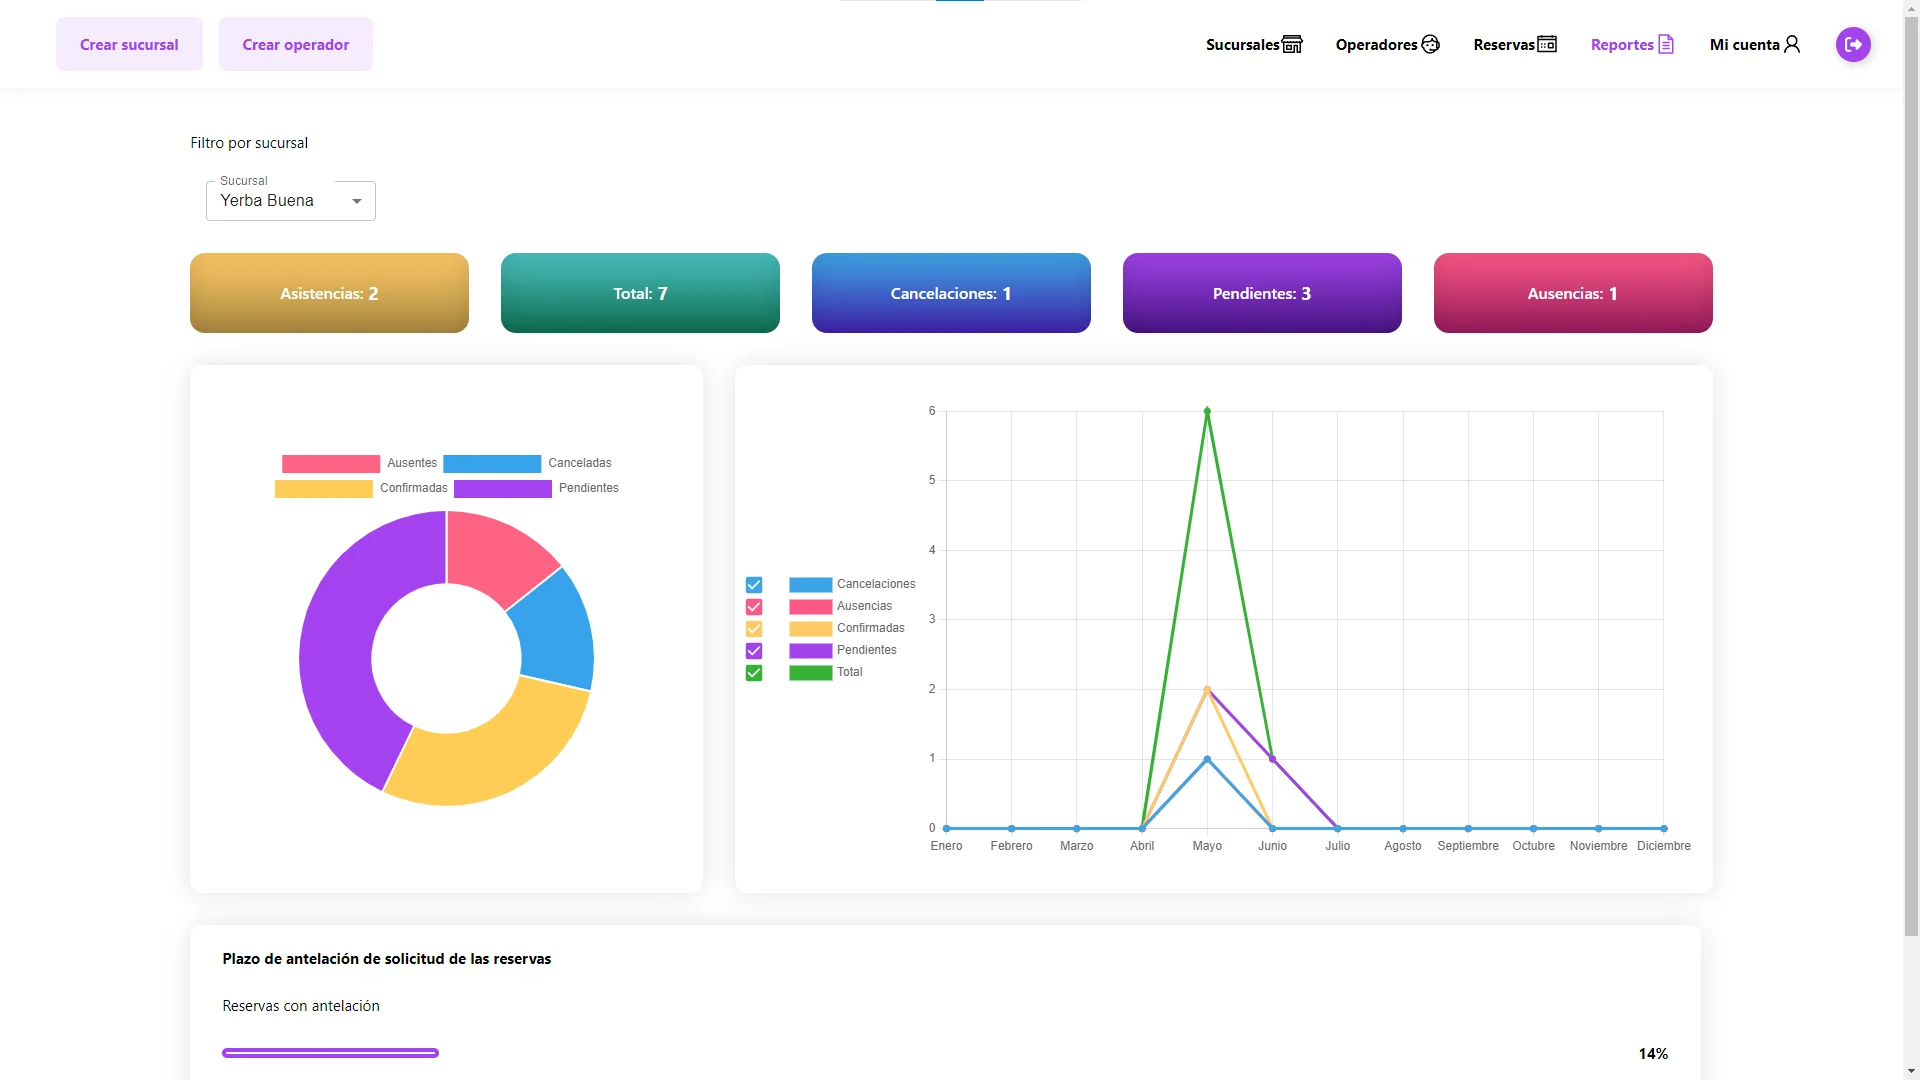 Crear sucursal
Crear operador
Sucursales
Operadores
Reservas
Reportes
Mi cuenta
Filtro por sucursal
Sucursal
Yerba Buena
Asistencias: 2
Total: 7
Cancelaciones: 1
Pendientes: 3
Ausencias: 1
Ausentes
Canceladas
Confirmadas
Pendientes
Cancelaciones
Ausencias
Confirmadas
Pendientes
Total
6
5
4
3
2
1
0
Enero Febrero Marzo Abril Mayo Junio Julio Agosto Septiembre Octubre Noviembre Diciembre
Plazo de antelación de solicitud de las reservas
Reservas con antelación
14%